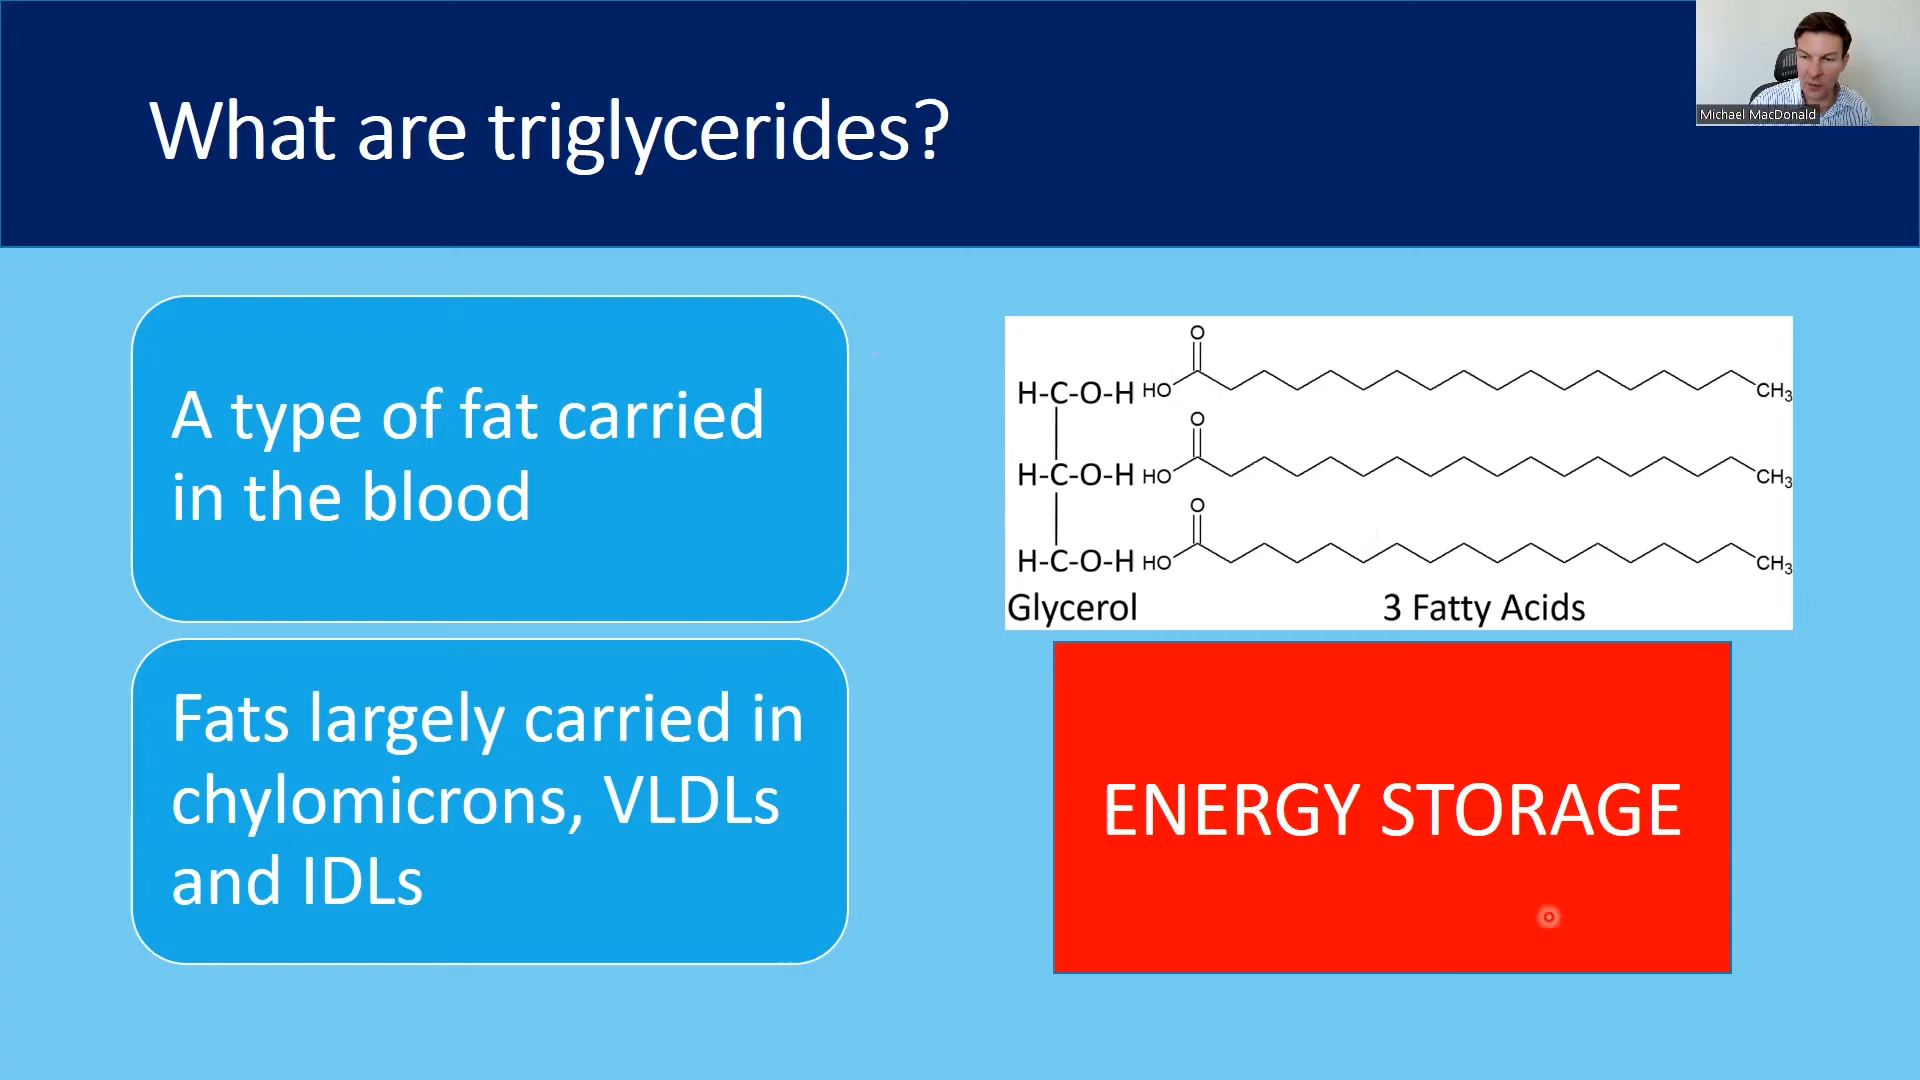 What are triglycerides?
Michael MacDonald
A type of fat carried
in the blood
Fats largely carried in
chylomicrons, VLDLs
and IDLs
O
H-C-O-H HO CH3
O
H-C-O-H HO CH3
O
H-C-O-H HO CH3
Glycerol 3 Fatty Acids
ENERGY STORAGE